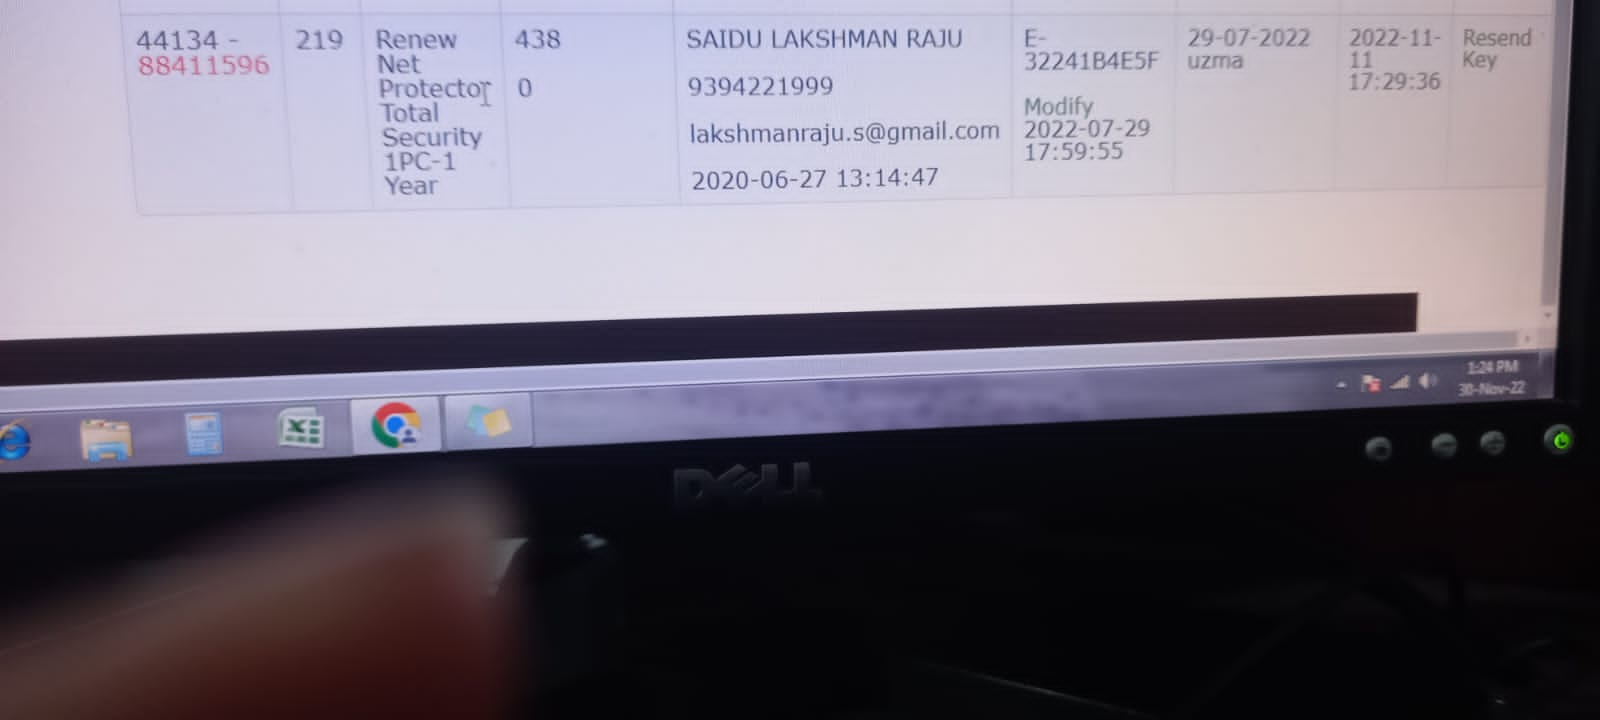 44134 -
88411596
219
Renew
Net
Protector
Total
Security
1PC-1
Year
438
0
SAIDU LAKSHMAN RAJU
9394221999
lakshmanraju.s@gmail.com
2020-06-27 13:14:47
E-
32241B4E5F
Modify
2022-07-29
17:59:55
29-07-2022
uzma
2022-11-
11
17:29:36
Resend
Key
1:24 PM
30-Nov-22
DELL